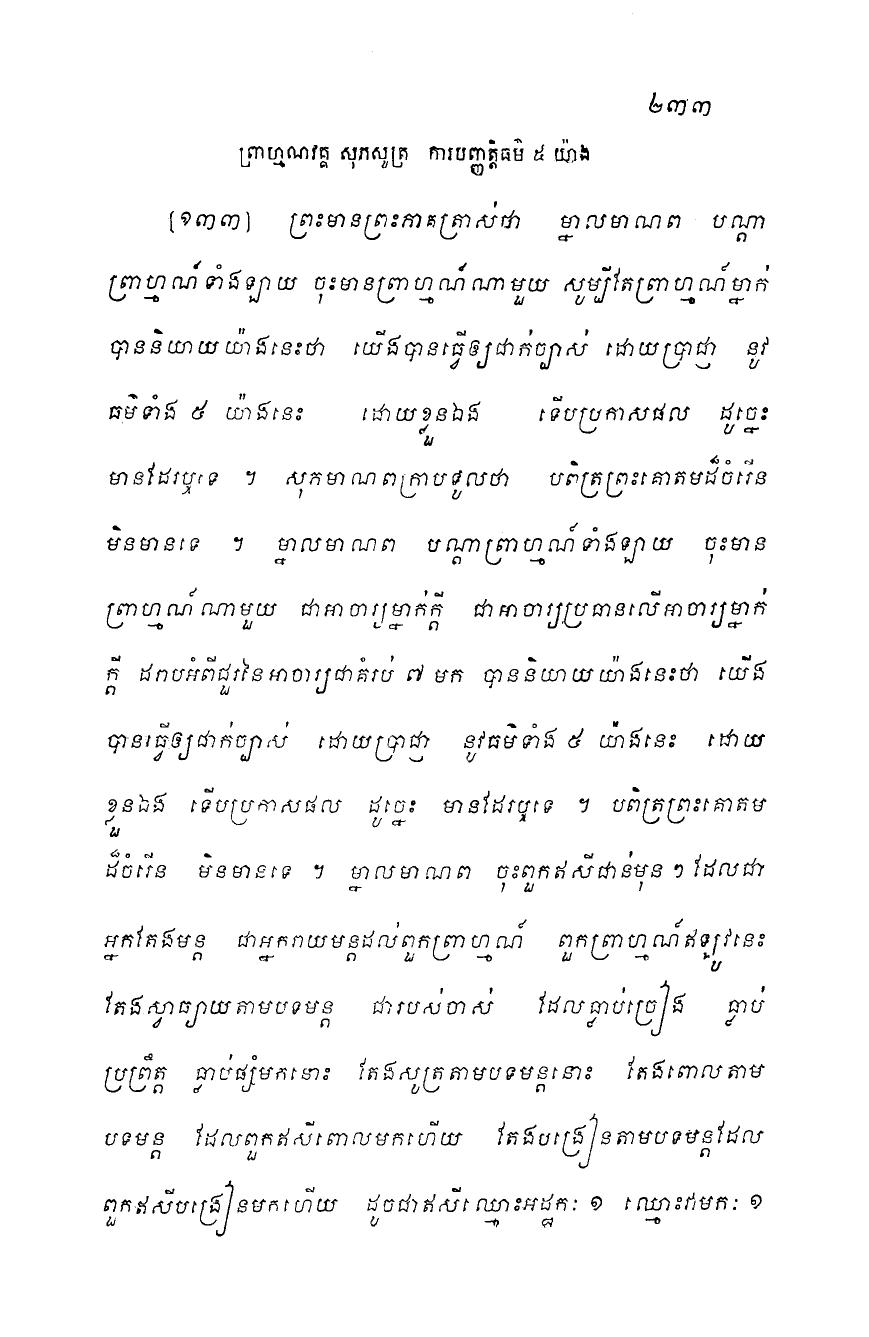 ២៣៣
ព្រាហ្មណវគ្គ សុភសូត្រ ការបញ្ញត្តិធម៌ ៥ យ៉ាង
[១៣៣] ព្រះមានព្រះភាគត្រាស់ថា ម្នាលមាណព បណ្តា
ព្រាហ្មណ៍ទាំងឡាយ ចុះមានព្រាហ្មណ៍ណាមួយ សូម្បីតែព្រាហ្មណ៍ម្នាក់
បាននិយាយយ៉ាងនេះថា យើងបានធ្វើឲ្យជាក់ច្បាស់ ដោយប្រាជ្ញា នូវ
ធម៌ទាំង ៥ យ៉ាងនេះ ដោយខ្លួនឯង ទើបប្រកាសផល ដូច្នេះ
មានដែរឬទេ ។ សុភមាណពក្រាបទូលថា បពិត្រព្រះគោតមដ៏ចំរើន
មិនមានទេ ។ ម្នាលមាណព បណ្តាព្រាហ្មណ៍ទាំងឡាយ ចុះមាន
ព្រាហ្មណ៍ណាមួយ ជាអាចារ្យម្នាក់ក្តី ជាអាចារ្យប្រធានលើអាចារ្យម្នាក់
ក្តី ដរាបអំពីជួរនៃអាចារ្យជាគំរប់ ៧ មក បាននិយាយយ៉ាងនេះថា យើង
បានធ្វើឲ្យជាក់ច្បាស់ ដោយប្រាជ្ញា នូវធម៌ទាំង ៥ យ៉ាងនេះ ដោយ
ខ្លួនឯង ទើបប្រកាសផល ដូច្នេះ មានដែរឬទេ ។ បពិត្រព្រះគោតម
ដ៏ចំរើន មិនមានទេ ។ ម្នាលមាណព ចុះពួកឥសីជាន់មុន ៗ ដែលជា
អ្នកតែងមន្ត ជាអ្នករាយមន្តដល់ពួកព្រាហ្មណ៍ ពួកព្រាហ្មណ៍ឥឡូវនេះ
តែងស្វាធ្យាយតាមបទមន្ត ជារបស់ចាស់ ដែលធ្លាប់ច្រៀង ធ្លាប់
ប្រព្រឹត្ត ធ្លាប់ផ្សំមកនោះ តែងសូត្រតាមបទមន្តនោះ តែងពោលតាម
បទមន្ត ដែលពួកឥសីពោលមកហើយ តែងបង្រៀនតាមបទមន្តដែល
ពួកឥសីបង្រៀនមកហើយ ដូចជាឥសីឈ្មោះអដ្ឋកៈ ១ ឈ្មោះវាមកៈ ១